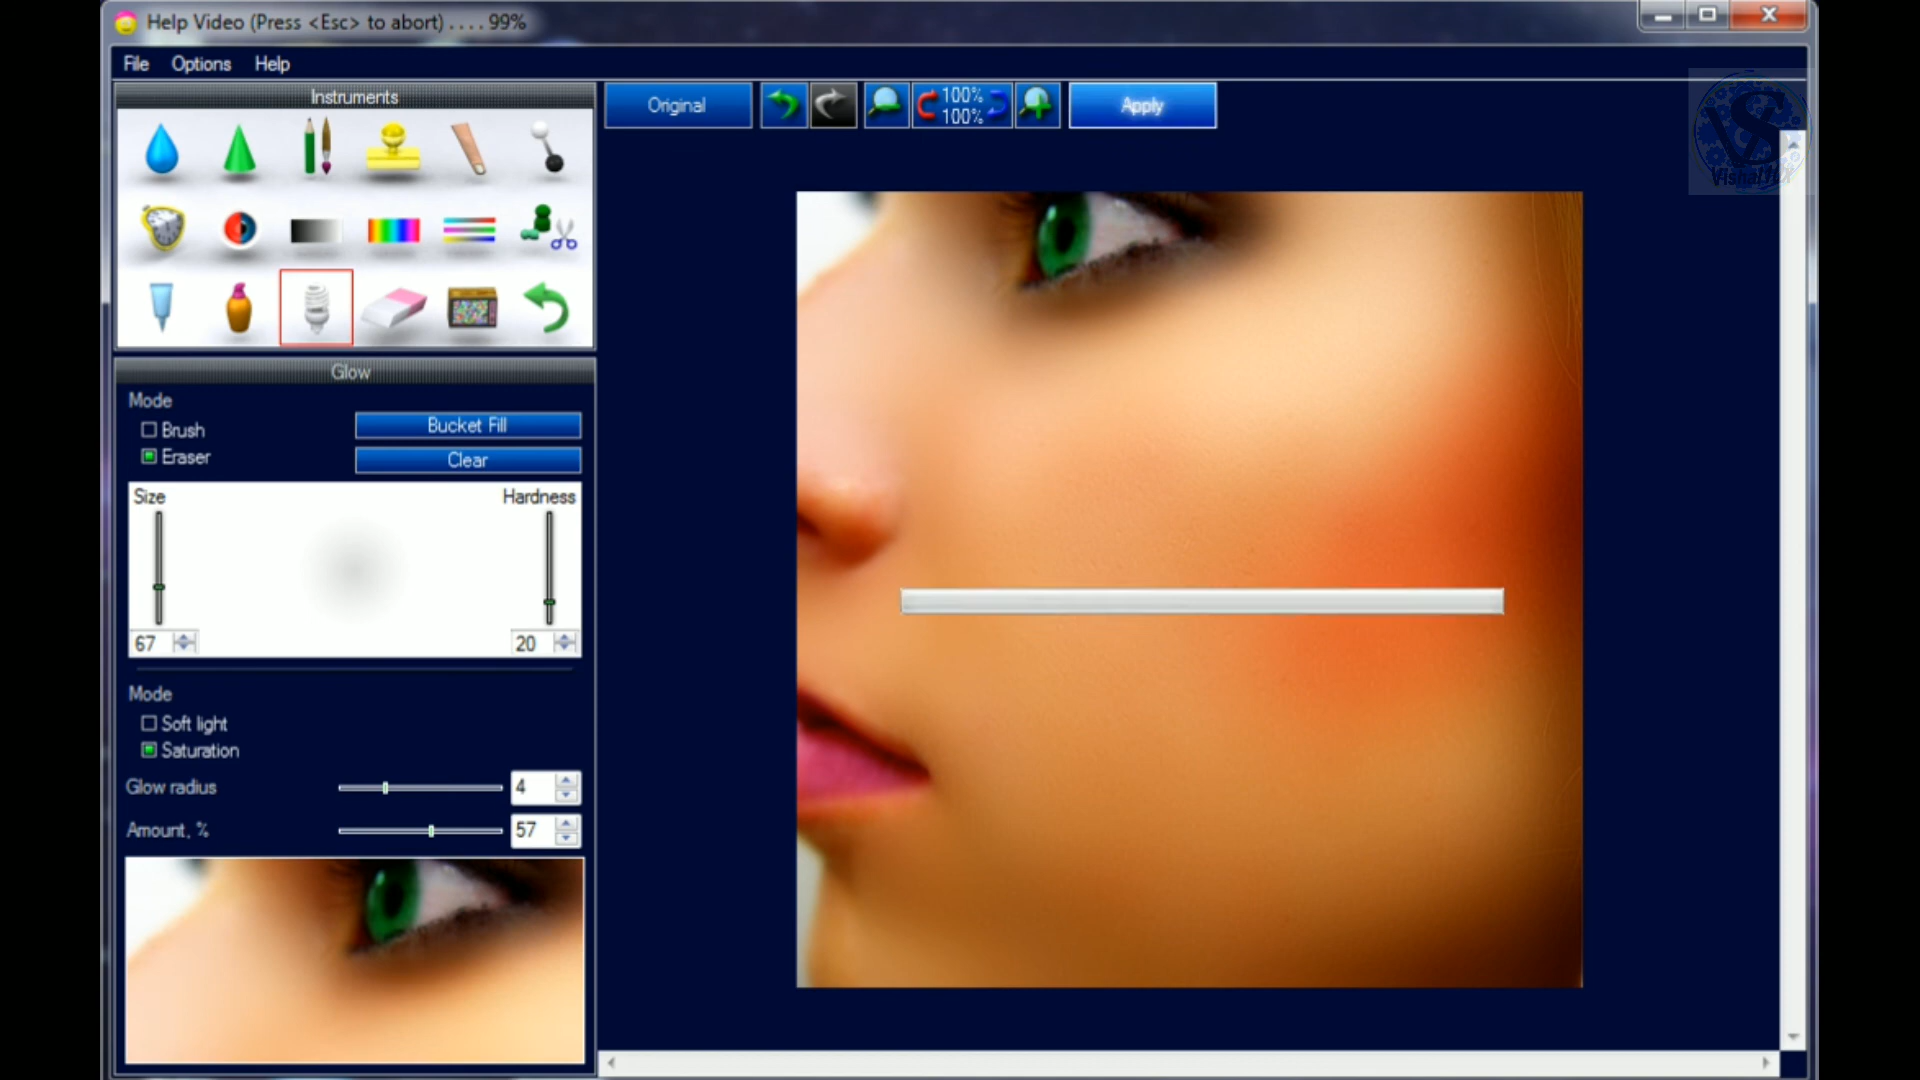 Help Video (Press <Esc> to abort) . . . . 99%
File Options Help
Instruments
Original
100%
100%
Apply
VS
Glow
Mode
Brush
Bucket Fill
Eraser
Clear
Size Hardness
67 20
Mode
Soft light
Saturation
Glow radius 4
Amount, % 57